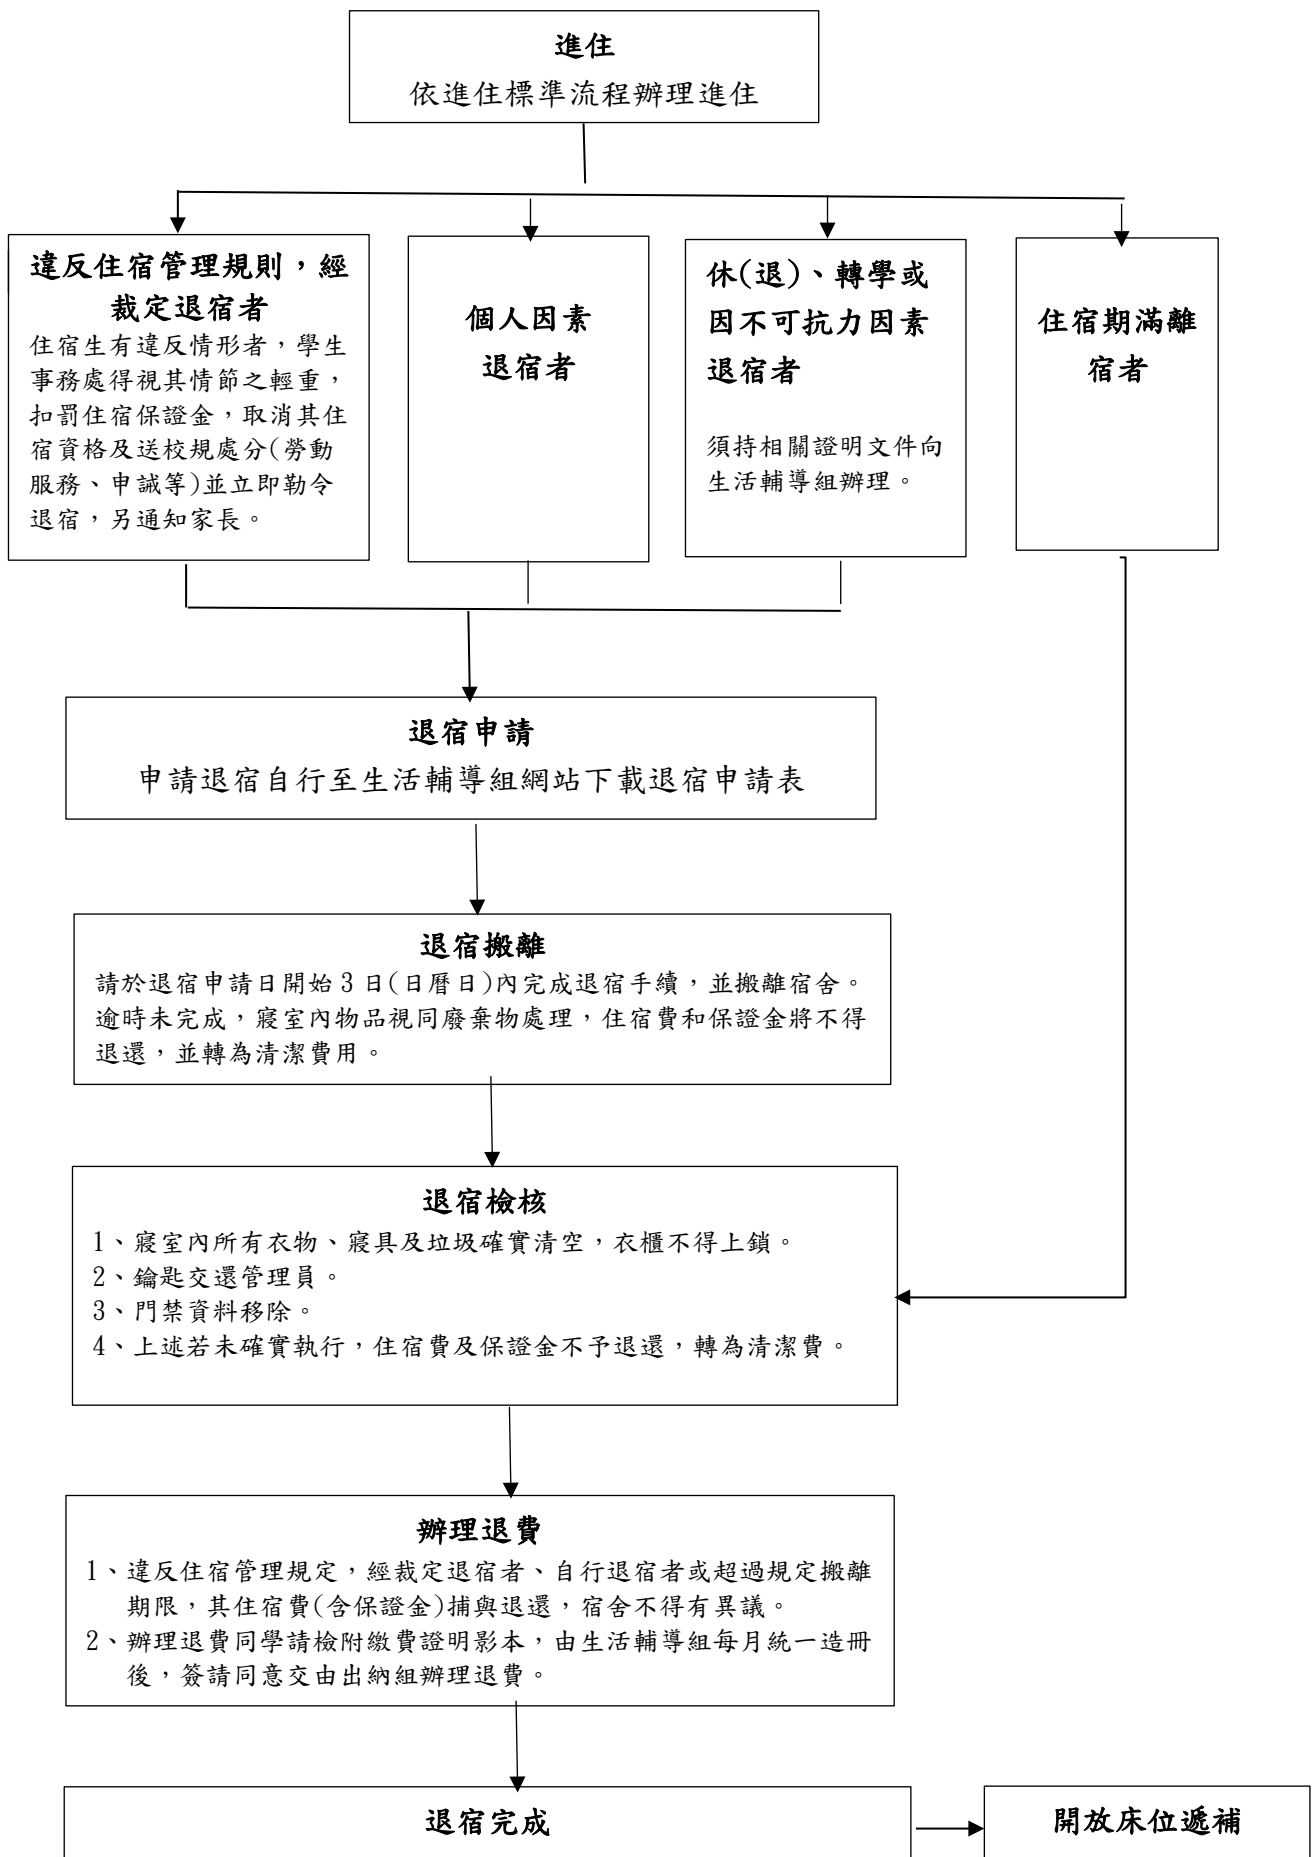 進住
依進住標準流程辦理進住
違反住宿管理規則，經
裁定退宿者
住宿生有違反情形者，學生
事務處得視其情節之輕重，
扣罰住宿保證金，取消其住
宿資格及送校規處分(勞動
服務、申誡等)並立即勒令
退宿，另通知家長。
個人因素
退宿者
休(退)、轉學或
因不可抗力因素
退宿者
須持相關證明文件向
生活輔導組辦理。
住宿期滿離
宿者
退宿申請
申請退宿自行至生活輔導組網站下載退宿申請表
退宿搬離
請於退宿申請日開始3日(日曆日)內完成退宿手續，並搬離宿舍。
逾時未完成，寢室內物品視同廢棄物處理，住宿費和保證金將不得
退還，並轉為清潔費用。
退宿檢核
1、寢室內所有衣物、寢具及垃圾確實清空，衣櫃不得上鎖。
2、鑰匙交還管理員。
3、門禁資料移除。
4、上述若未確實執行，住宿費及保證金不予退還，轉為清潔費。
辦理退費
1、違反住宿管理規定，經裁定退宿者、自行退宿者或超過規定搬離
期限，其住宿費(含保證金)捕與退還，宿舍不得有異議。
2、辦理退費同學請檢附繳費證明影本，由生活輔導組每月統一造冊
後，簽請同意交由出納組辦理退費。
退宿完成
開放床位遞補